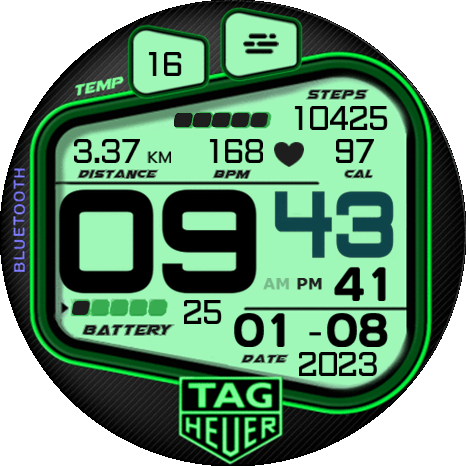 16
TEMP
STEPS
10425
3.37 KM 168 97
DISTANCE BPM CAL
09 43
AM PM 41
BLUETOOTH
25
BATTERY
01 -08
DATE 2023
TAG
HEUER